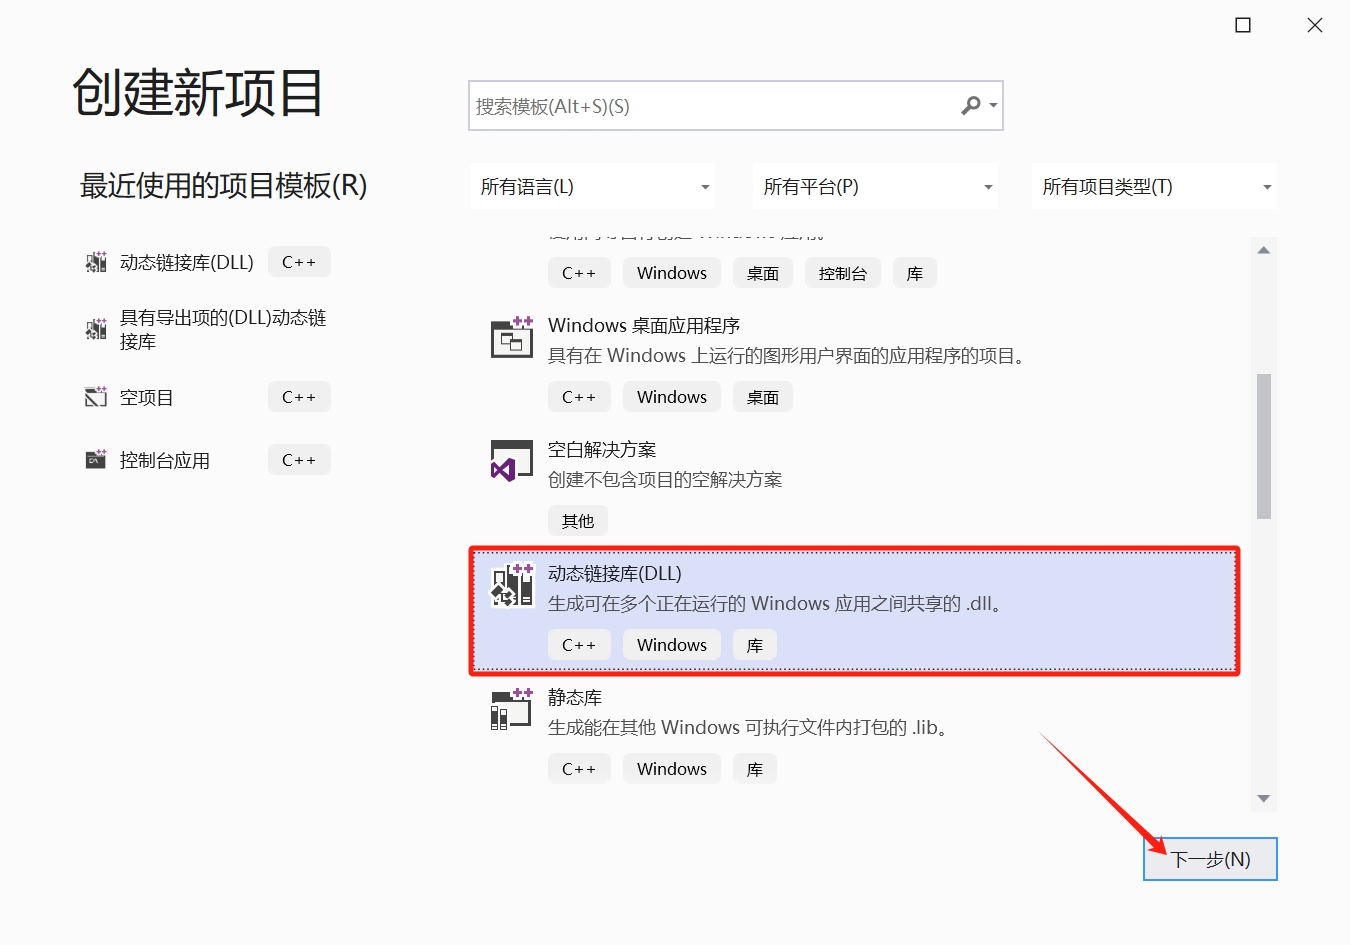 创建新项目
搜索模板(Alt+S)(S)
最近使用的项目模板(R)
所有语言(L)
所有平台(P)
所有项目类型(T)
动态链接库(DLL)
C++
具有导出项的(DLL)动态链
接库
空项目
C++
控制台应用
C++
C++
Windows
桌面
控制台
库
Windows 桌面应用程序
具有在 Windows 上运行的图形用户界面的应用程序的项目。
C++
Windows
桌面
空白解决方案
创建不包含项目的空解决方案
其他
动态链接库(DLL)
生成可在多个正在运行的 Windows 应用之间共享的 .dll。
C++
Windows
库
静态库
生成能在其他 Windows 可执行文件内打包的 .lib。
C++
Windows
库
下一步(N)